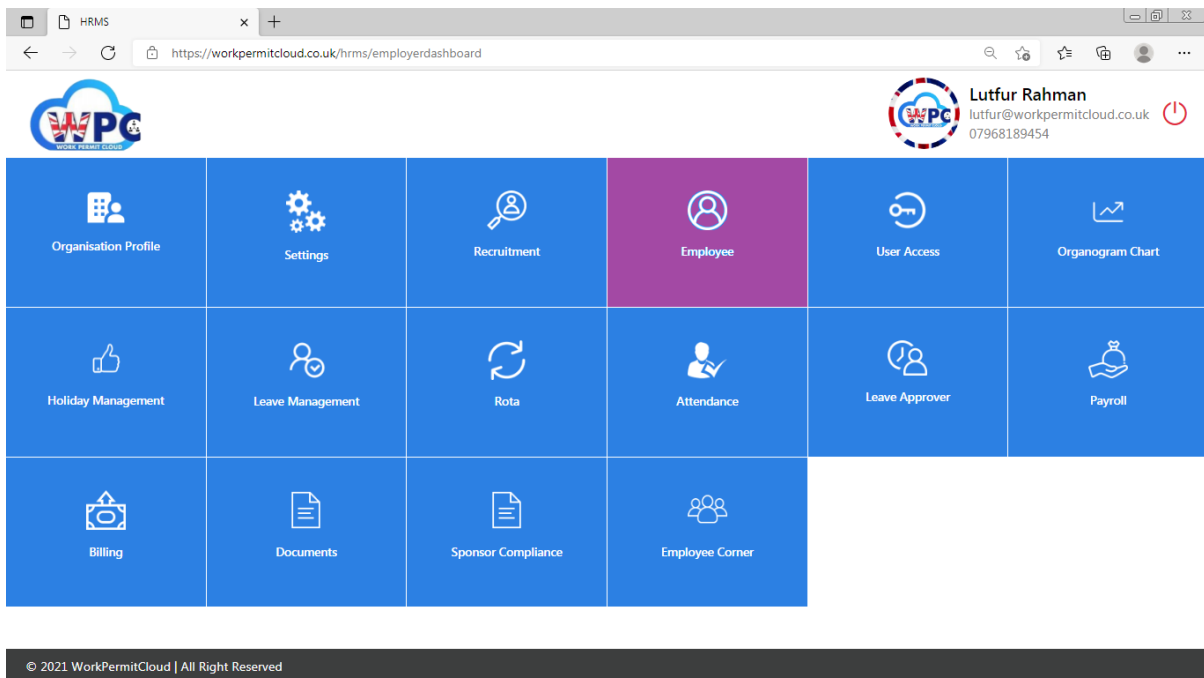 HRMS
https://workpermitcloud.co.uk/hrms/employerdashboard
WPC
WORK PERMIT CLOUD
WPC
Lutfur Rahman
lutfur@workpermitcloud.co.uk
07968189454
Organisation Profile
Settings
Recruitment
Employee
User Access
Organogram Chart
Holiday Management
Leave Management
Rota
Attendance
Leave Approver
Payroll
Billing
Documents
Sponsor Compliance
Employee Corner
© 2021 WorkPermitCloud | All Right Reserved